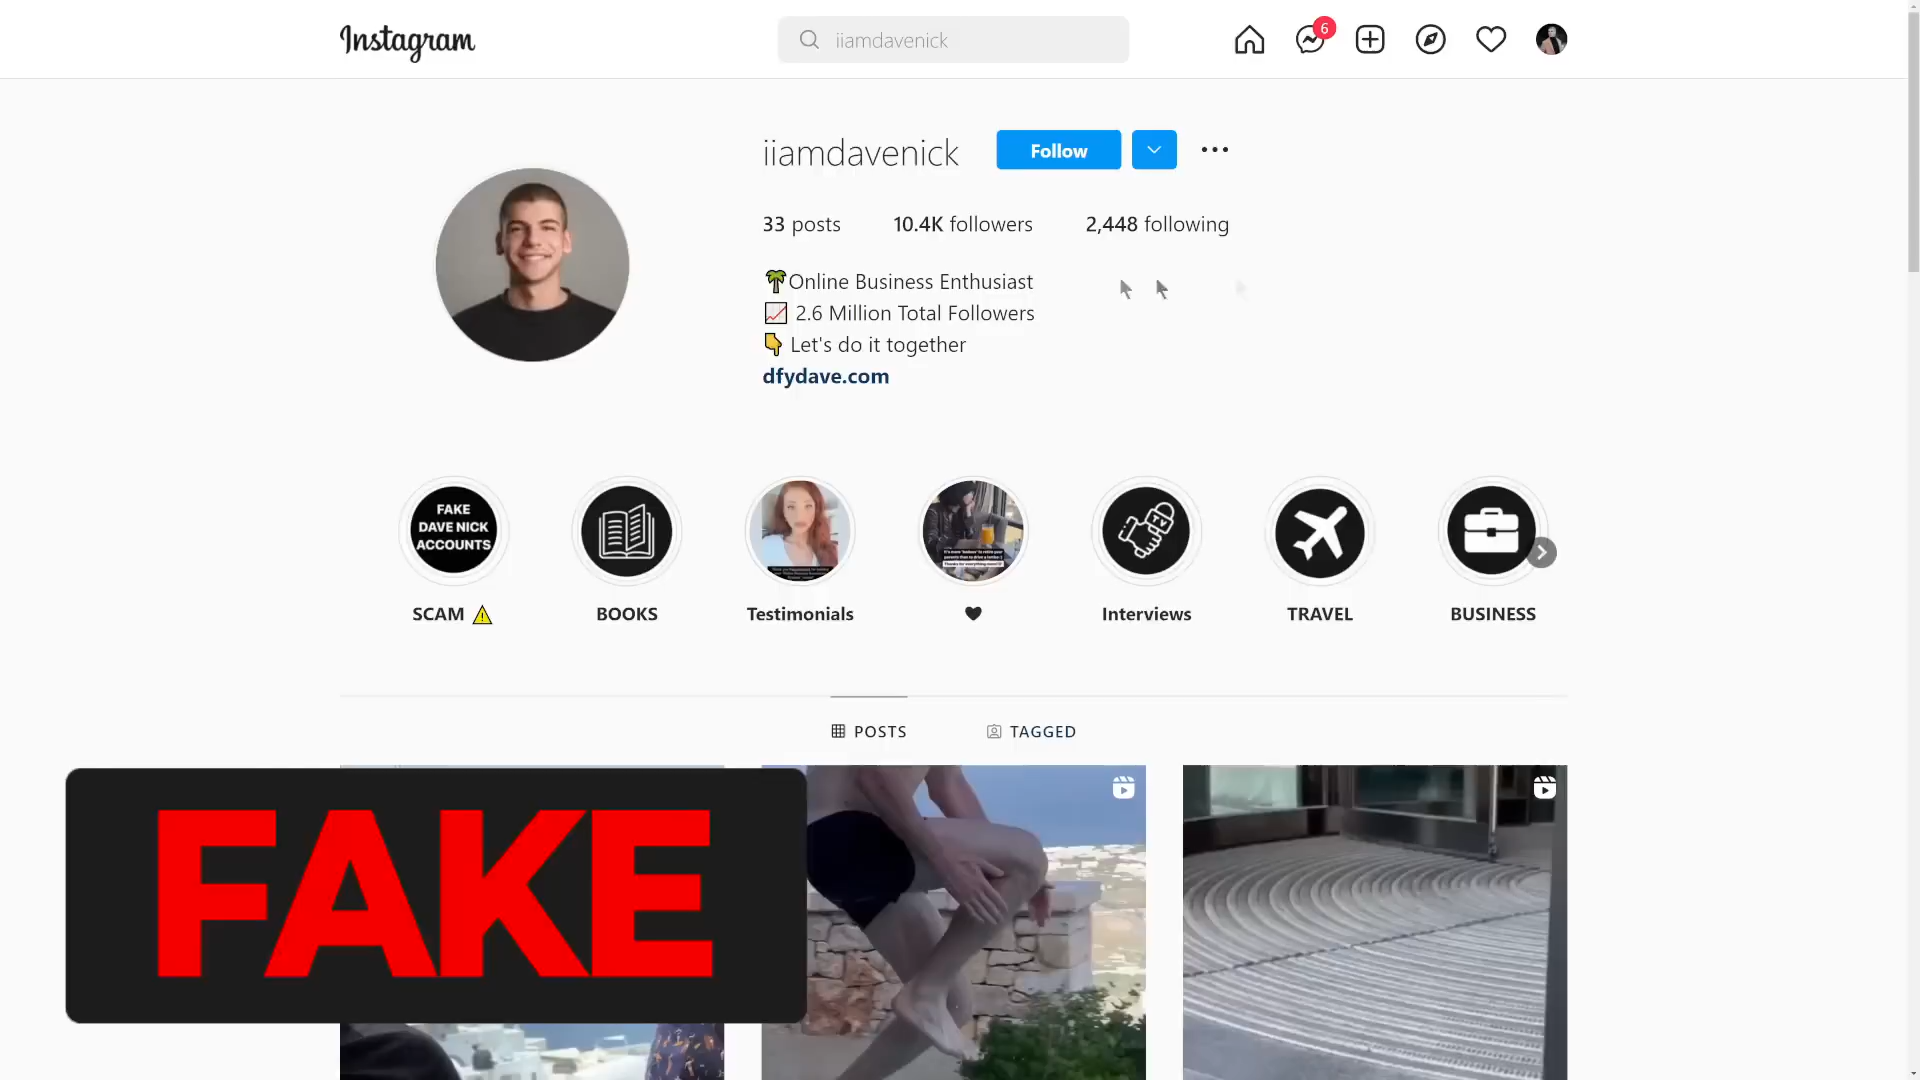 Instagram
iiamdavenick
6
iiamdavenick
Follow
33 posts
10.4K followers
2,448 following
🌴Online Business Enthusiast
📈 2.6 Million Total Followers
👇 Let's do it together
dfydave.com
FAKE
DAVE NICK
ACCOUNTS
TV
SCAM ⚠
BOOKS
Testimonials
Interviews
TRAVEL
BUSINESS
POSTS
TAGGED
FAKE